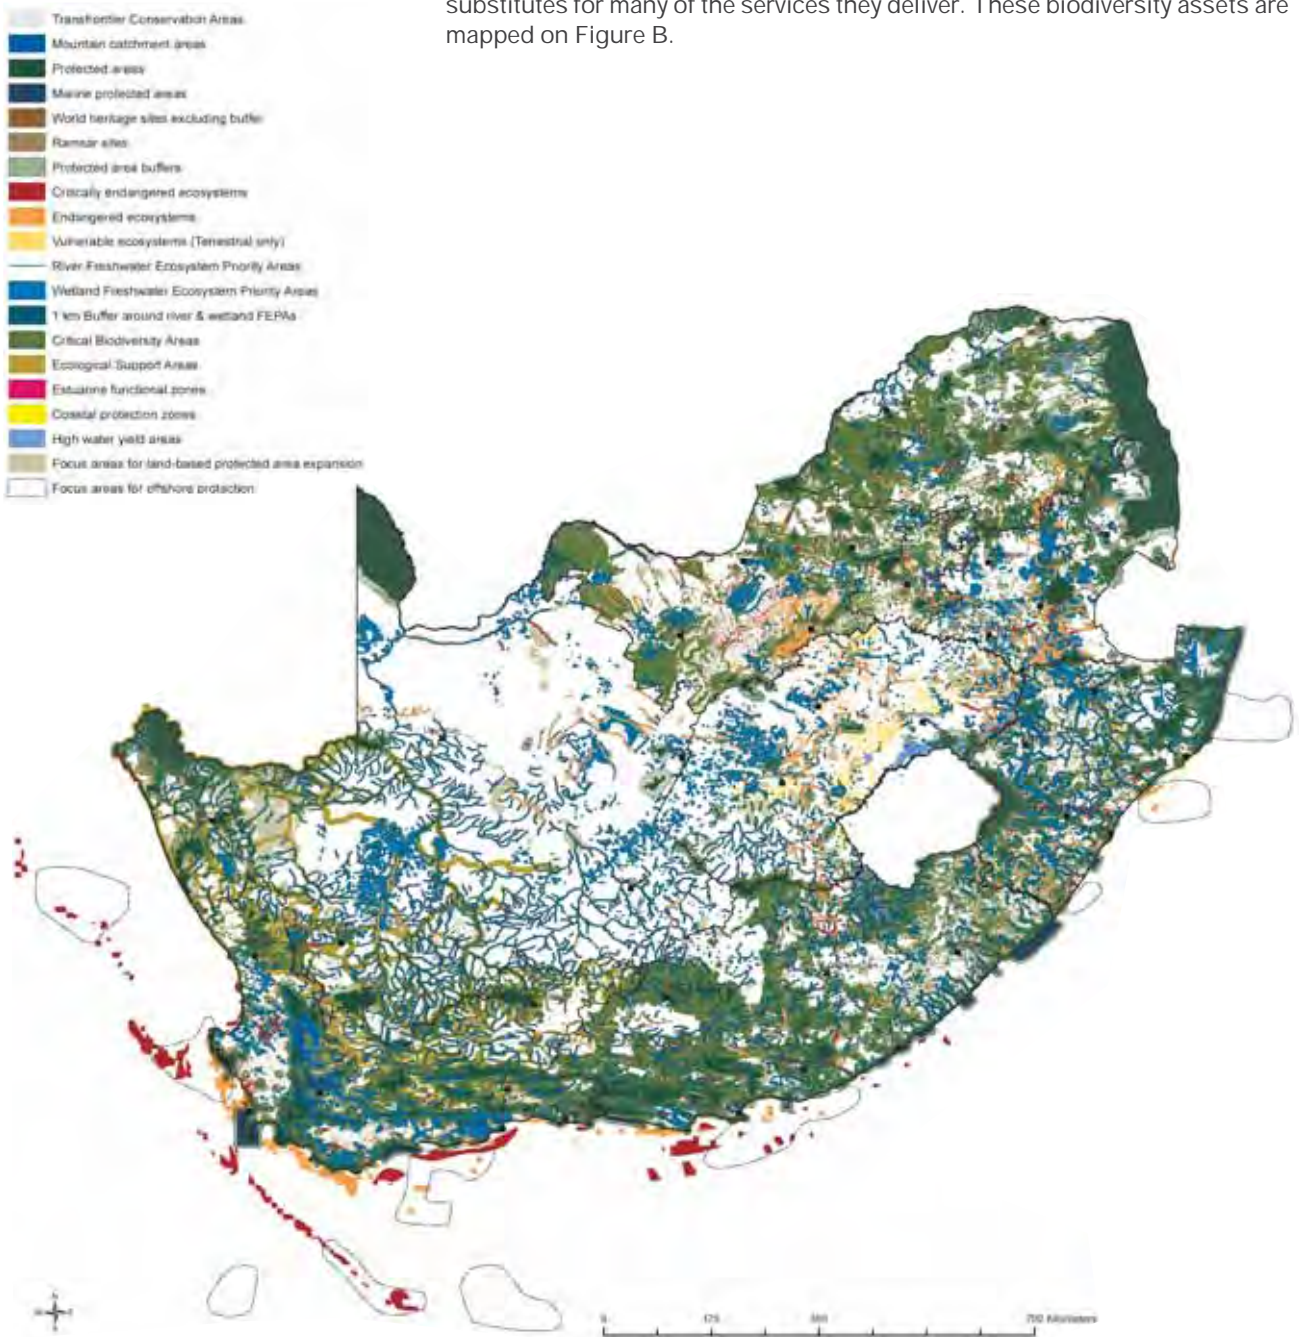 substitutes for many of the services they deliver. These biodiversity assets are
mapped on Figure B.
Transfrontier Conservation Areas
Mountain catchment areas
Protected areas
Marine protected areas
World heritage sites excluding buffer
Ramsar sites
Protected area buffers
Critically endangered ecosystems
Endangered ecosystems
Vulnerable ecosystems (Terrestrial only)
River Freshwater Ecosystem Priority Areas
Wetland Freshwater Ecosystem Priority Areas
1 km Buffer around river & wetland FEPAs
Critical Biodiversity Areas
Ecological Support Areas
Estuarine functional zones
Coastal protection zones
High water yield areas
Focus areas for land-based protected area expansion
Focus areas for offshore protection
0 175 350 700 Kilometers